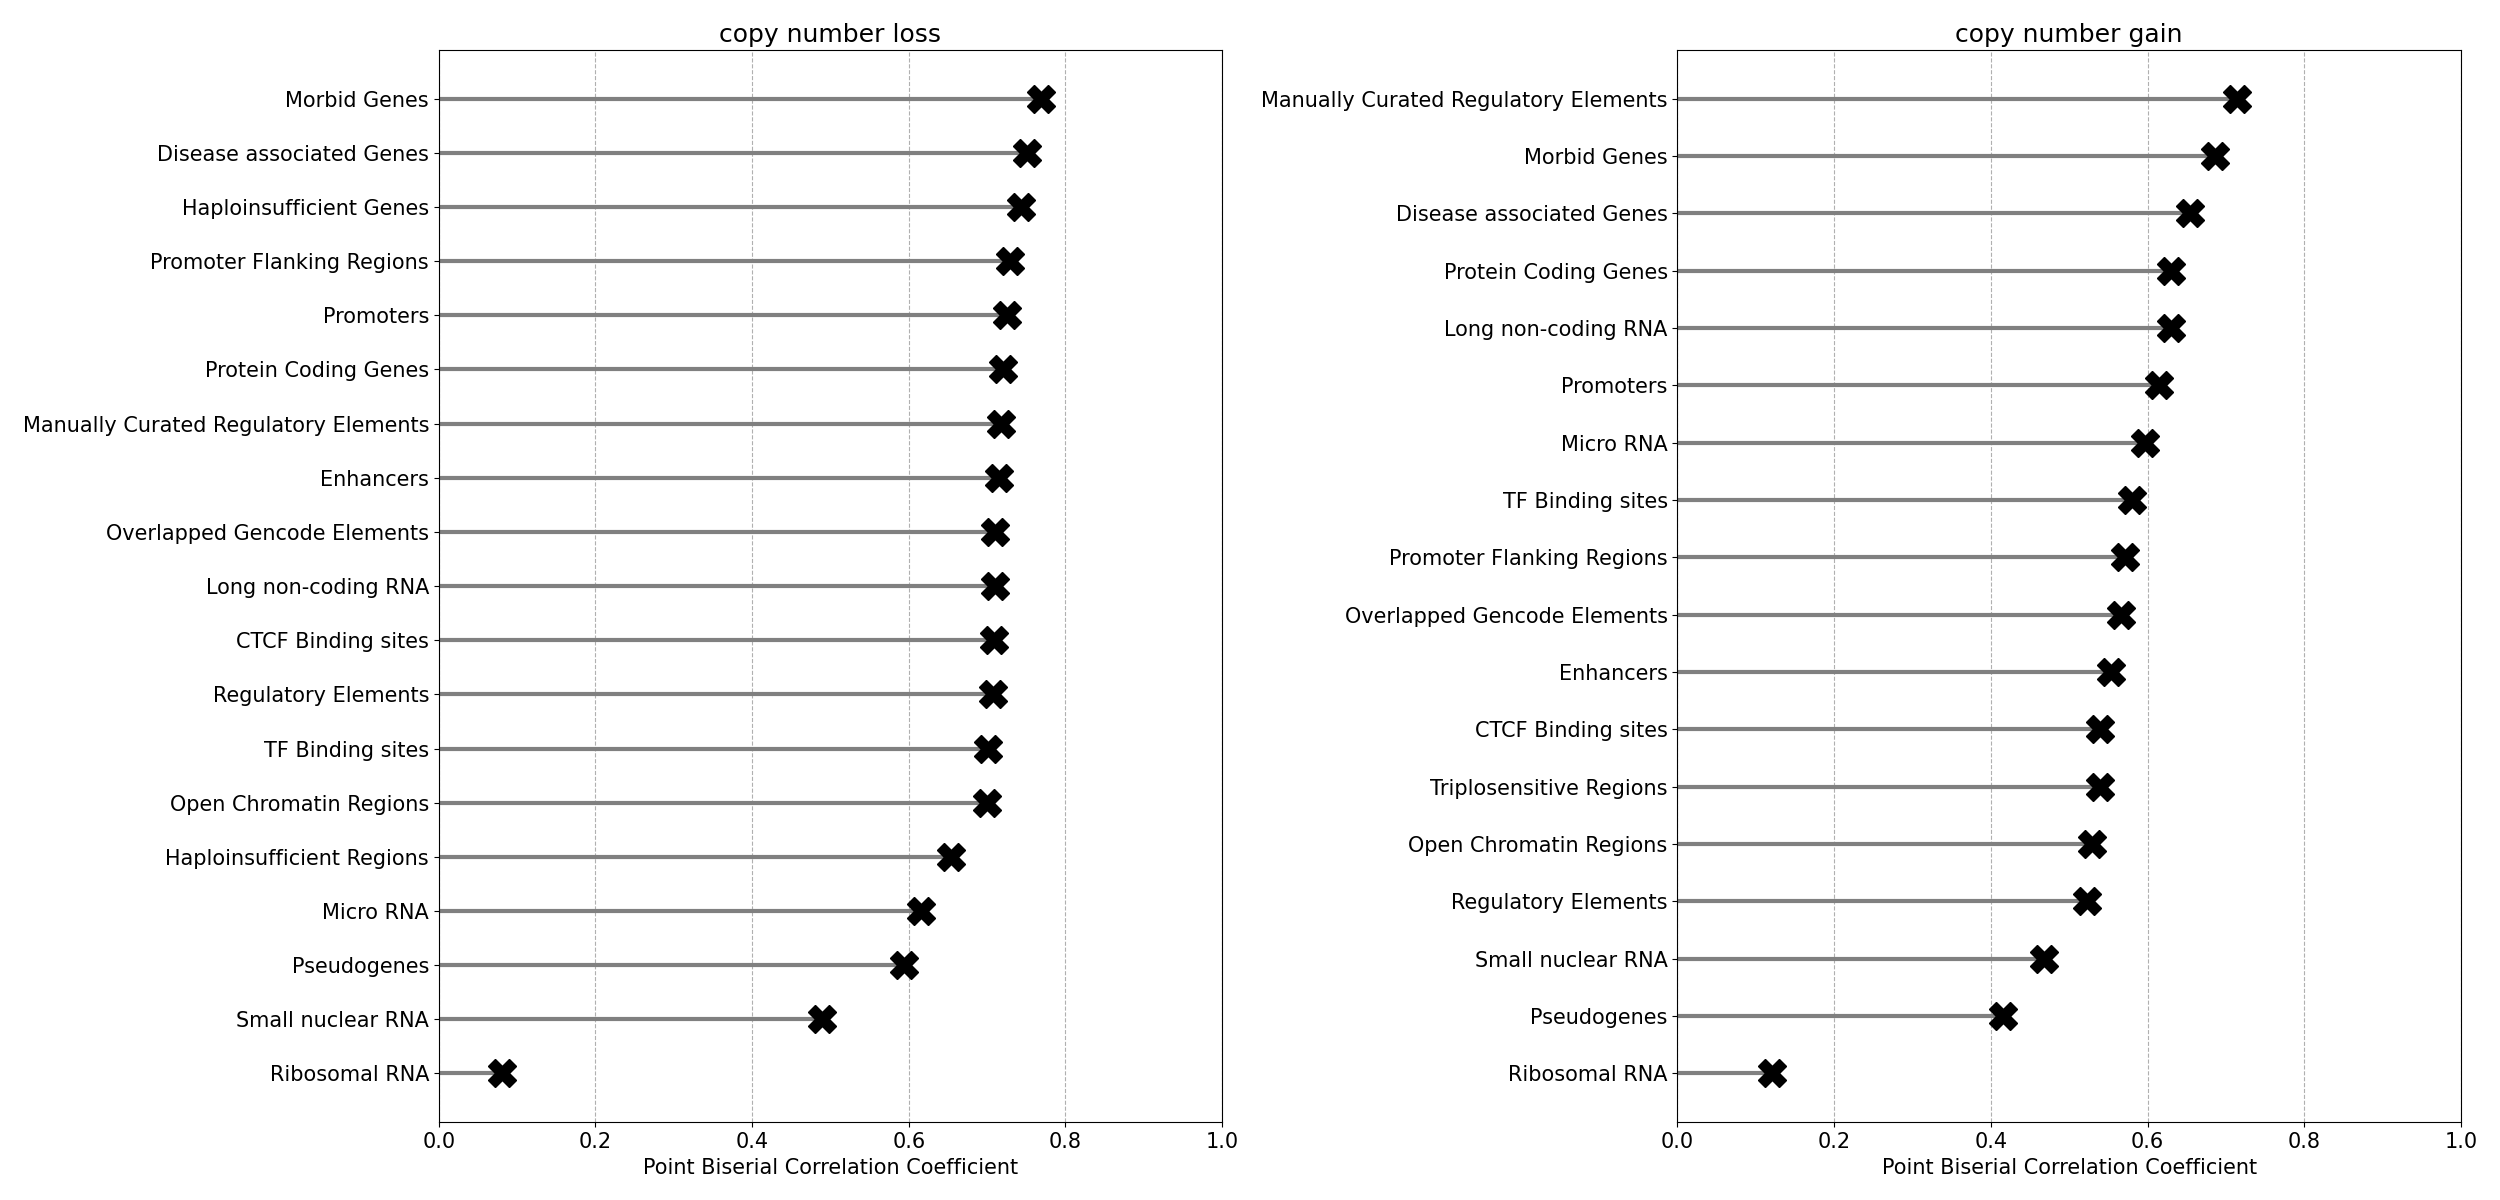 copy number loss
Morbid Genes
Disease associated Genes
Haploinsufficient Genes
Promoter Flanking Regions
Promoters
Protein Coding Genes
Manually Curated Regulatory Elements
Enhancers
Overlapped Gencode Elements
Long non-coding RNA
CTCF Binding sites
Regulatory Elements
TF Binding sites
Open Chromatin Regions
Haploinsufficient Regions
Micro RNA
Pseudogenes
Small nuclear RNA
Ribosomal RNA
0.0 0.2 0.4 0.6 0.8 1.0
Point Biserial Correlation Coefficient
copy number gain
Manually Curated Regulatory Elements
Morbid Genes
Disease associated Genes
Protein Coding Genes
Long non-coding RNA
Promoters
Micro RNA
TF Binding sites
Promoter Flanking Regions
Overlapped Gencode Elements
Enhancers
CTCF Binding sites
Triplosensitive Regions
Open Chromatin Regions
Regulatory Elements
Small nuclear RNA
Pseudogenes
Ribosomal RNA
0.0 0.2 0.4 0.6 0.8 1.0
Point Biserial Correlation Coefficient